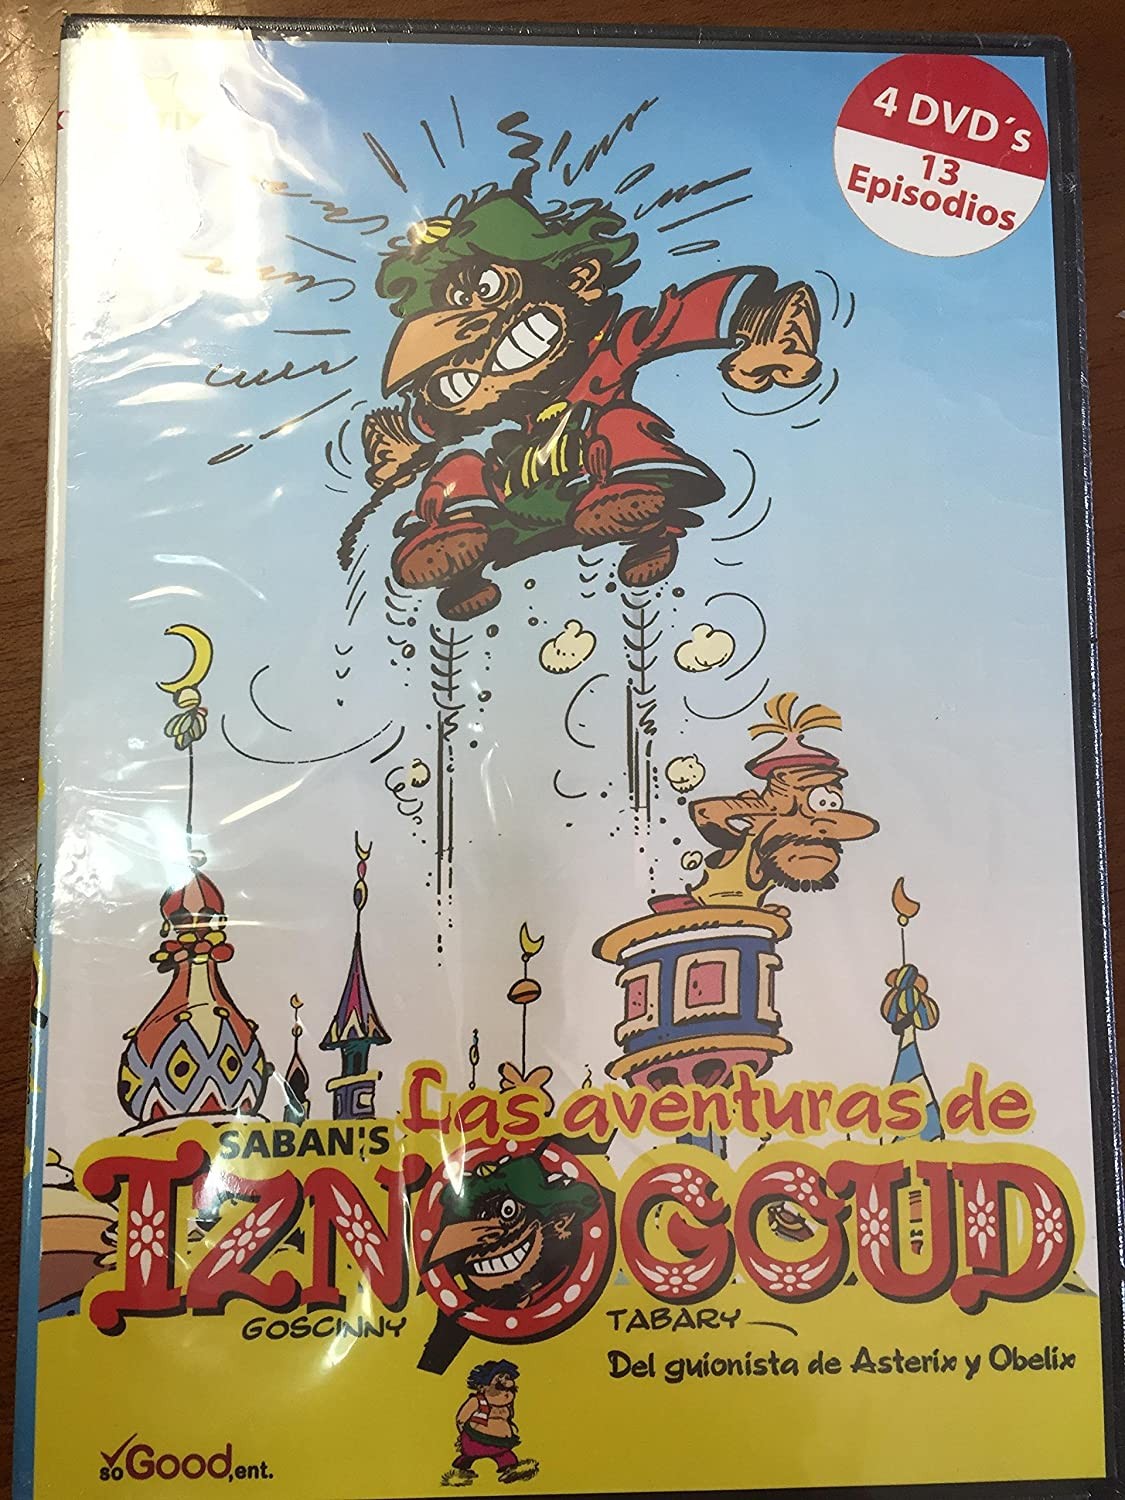 4 DVD´s
13
Episodios
Las aventuras de
SABAN'S
IZNOGOUD
GOSCINNY
TABARY
Del guionista de Asterix y Obelix
so Good,ent.